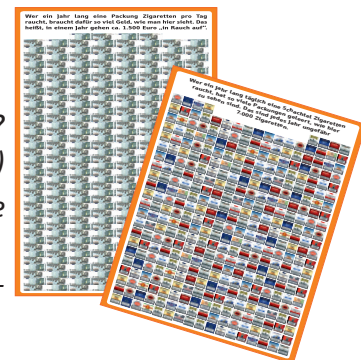 Wer ein Jahr lang eine Packung Zigaretten pro Tag
raucht, braucht dafür so viel Geld, wie man hier sieht. Das
heißt, in einem Jahr gehen ca. 1.500 Euro „in Rauch auf".
Wer ein Jahr lang täglich eine Schachtel Zigaretten
raucht, hat so viele Packungen geleert, wie hier
zu sehen sind. Das sind jedes Jahr ungefähr
7.000 Zigaretten.
?
)
e
-